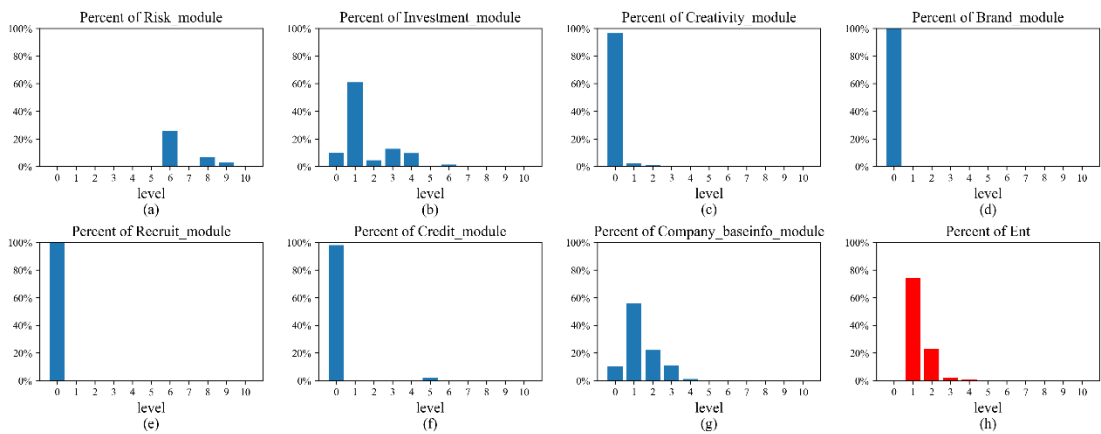 Percent of Risk_module
100%
80%
60%
40%
20%
0%
0 1 2 3 4 5 6 7 8 9 10
level
(a)
Percent of Investment_module
100%
80%
60%
40%
20%
0%
0 1 2 3 4 5 6 7 8 9 10
level
(b)
Percent of Creativity_module
100%
80%
60%
40%
20%
0%
0 1 2 3 4 5 6 7 8 9 10
level
(c)
Percent of Brand_module
100%
80%
60%
40%
20%
0%
0 1 2 3 4 5 6 7 8 9 10
level
(d)
Percent of Recruit_module
100%
80%
60%
40%
20%
0%
0 1 2 3 4 5 6 7 8 9 10
level
(e)
Percent of Credit_module
100%
80%
60%
40%
20%
0%
0 1 2 3 4 5 6 7 8 9 10
level
(f)
Percent of Company_baseinfo_module
100%
80%
60%
40%
20%
0%
0 1 2 3 4 5 6 7 8 9 10
level
(g)
Percent of Ent
100%
80%
60%
40%
20%
0%
0 1 2 3 4 5 6 7 8 9 10
level
(h)